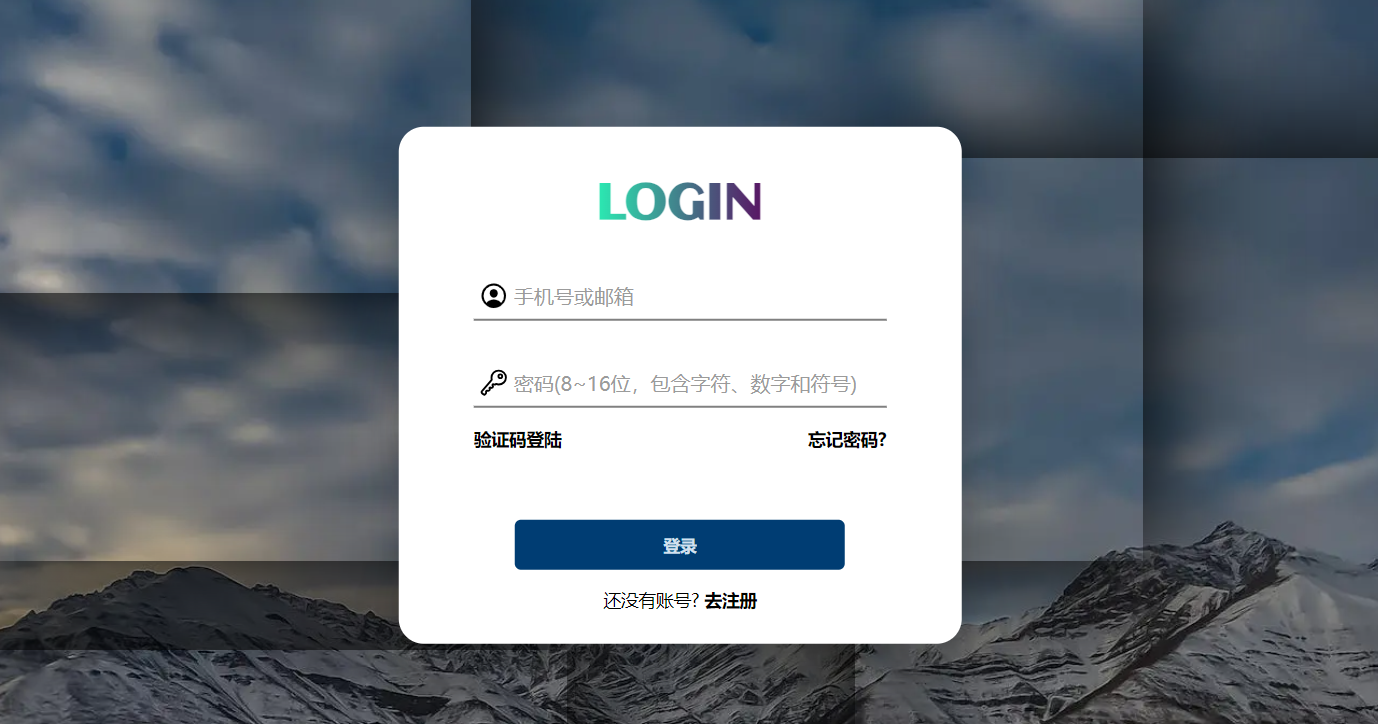 LOGIN
手机号或邮箱
密码(8~16位，包含字符、数字和符号)
验证码登陆 忘记密码?
登录
还没有账号? 去注册